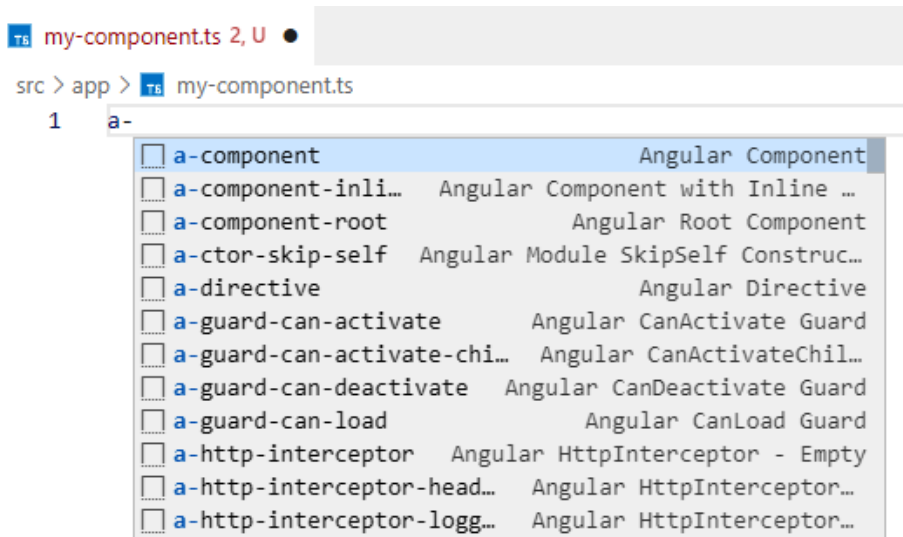 TS my-component.ts 2, U ●
src > app > TS my-component.ts
1 a-
a-component Angular Component
a-component-inli… Angular Component with Inline …
a-component-root Angular Root Component
a-ctor-skip-self Angular Module SkipSelf Construc…
a-directive Angular Directive
a-guard-can-activate Angular CanActivate Guard
a-guard-can-activate-chi… Angular CanActivateChil…
a-guard-can-deactivate Angular CanDeactivate Guard
a-guard-can-load Angular CanLoad Guard
a-http-interceptor Angular HttpInterceptor - Empty
a-http-interceptor-head… Angular HttpInterceptor…
a-http-interceptor-logg… Angular HttpInterceptor…